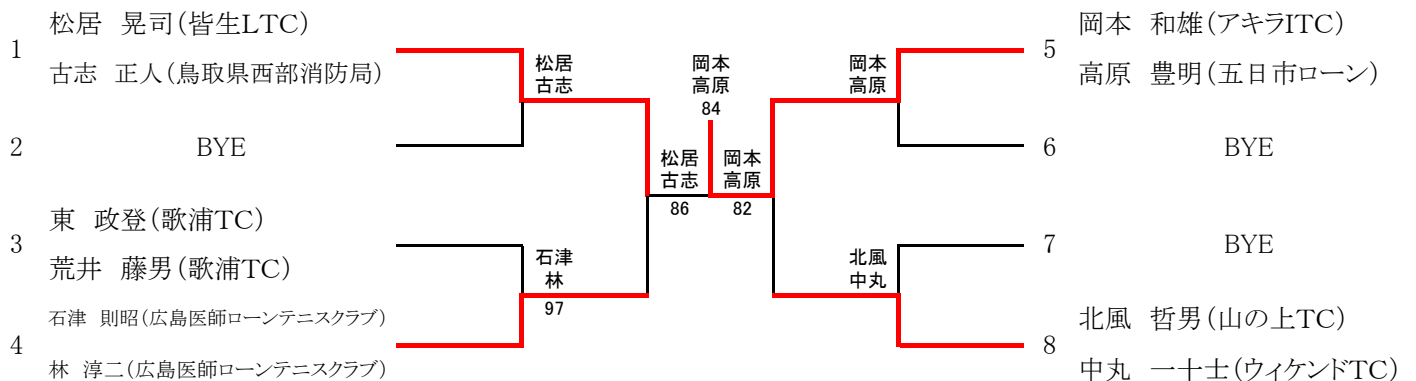 1
松居　晃司（皆生LTC）
古志　正人（鳥取県西部消防局）
2
BYE
3
東　政登（歌浦TC）
荒井　藤男（歌浦TC）
4
石津　則昭（広島医師ローンテニスクラブ）
林　淳二（広島医師ローンテニスクラブ）
松居
古志
石津
林
97
松居
古志
86
岡本
高原
84
岡本
高原
82
岡本
高原
北風
中丸
5
岡本　和雄（アキラITC）
高原　豊明（五日市ローン）
6
BYE
7
BYE
8
北風　哲男（山の上TC）
中丸　一十士（ウィケンドTC）